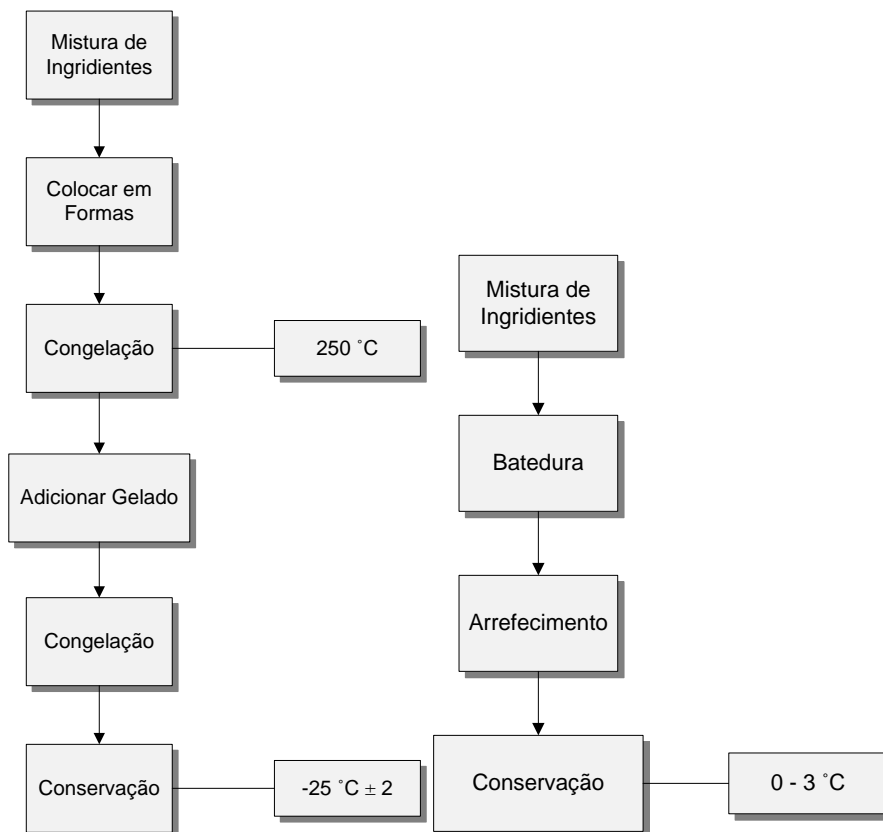 Mistura de
Ingridientes
Colocar em
Formas
Congelação
250 ˚C
Adicionar Gelado
Congelação
Conservação
-25 ˚C ± 2
Mistura de
Ingridientes
Batedura
Arrefecimento
Conservação
0 - 3 ˚C